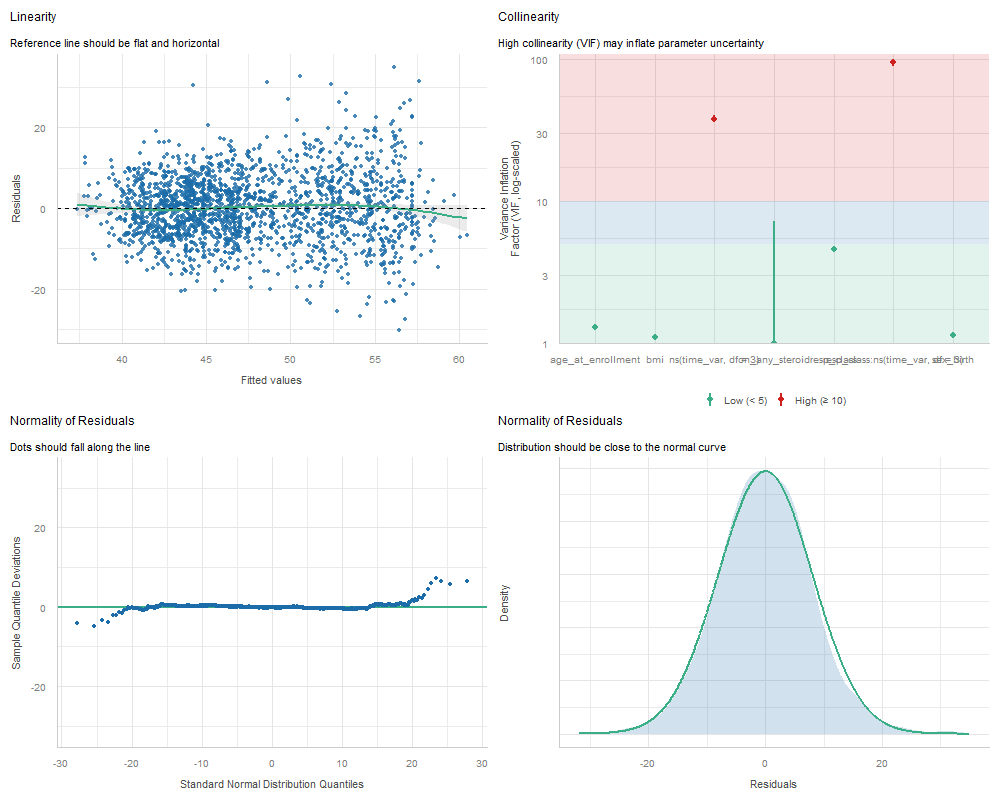 Linearity
Reference line should be flat and horizontal
Residuals
20
0
-20
40
45
50
55
60
Fitted values
Collinearity
High collinearity (VIF) may inflate parameter uncertainty
Variance Inflation
Factor (VIF, log-scaled)
100
30
10
3
1
age_at_enrollment
bmi
ns(time_var, df = 3)
Low (< 5)
High (≥ 10)
Normality of Residuals
Dots should fall along the line
Sample Quantile Deviations
20
0
-20
-30
-20
-10
0
10
20
30
Standard Normal Distribution Quantiles
Normality of Residuals
Distribution should be close to the normal curve
Density
-20
0
20
Residuals